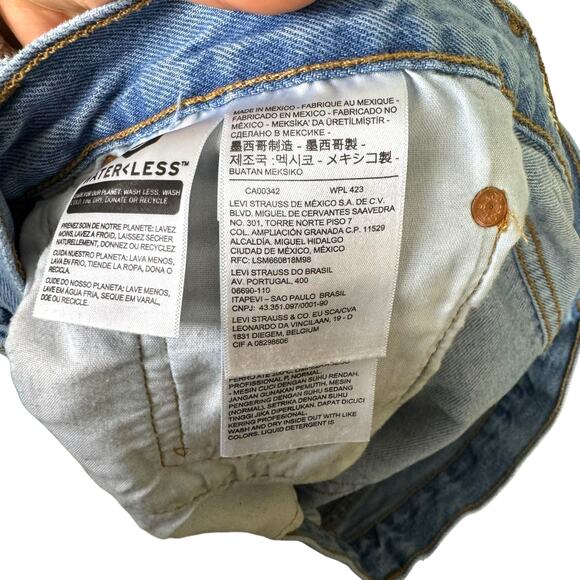 WATER<LESS™
CARE FOR OUR PLANET: WASH LESS, WASH
COLD, LINE DRY, DONATE OR RECYCLE
PRENEZ SOIN DE NOTRE PLANETE: LAVEZ
MOINS, LAVEZ A FROID, LAISSEZ SECHER
NATURELLEMENT, DONNEZ OU RECYCLEZ
CUIDA NUESTRO PLANETA: LAVA MENOS,
LAVA EN FRIO, TIENDE LA ROPA, DONA O
RECICLA.
CUIDE DO NOSSO PLANETA: LAVE MENOS,
LAVE EM ÁGUA FRIA, SEQUE EM VARAL,
DOE OU RECICLE.
MADE IN MEXICO - FABRIQUE AU MEXIQUE -
FABRICADO EN MEXICO - FABRICADO NO
MEXICO - MEKSİKA' DA ÜRETİLMİŞTİR -
СДЕЛАНО В МЕКСИКЕ -
墨西哥制造 - 墨西哥製 -
제조국 :멕시코 - メキシコ製 -
BUATAN MEKSIKO
CA00342 WPL 423
LEVI STRAUSS DE MÉXICO S.A. DE C.V.
BLVD. MIGUEL DE CERVANTES SAAVEDRA
NO. 301, TORRE NORTE PISO 7
COL. AMPLIACIÓN GRANADA C.P. 11529
ALCALDÍA. MIGUEL HIDALGO
CIUDAD DE MÉXICO, MÉXICO
RFC: LSM660818M98
LEVI STRAUSS DO BRASIL
AV. PORTUGAL, 400
06690-110
ITAPEVI – SAO PAULO BRASIL
CNPJ: 43.351.097/0001-90
LEVI STRAUSS & CO. EU SCA/CVA
LEONARDO DA VINCILAAN, 19 - D
1831 DIEGEM, BELGIUM
CIF A 08298606
PROFISSIONAL P, NORMAL.
- MESIN CUCI DENGAN SUHU RENDAH.
JANGAN GUNAKAN PEMUTIH. MESIN
PENGERING DENGAN SUHU RENDAH
(NORMAL). SETRIKA DENGAN SUHU
TINGGI JIKA DIPERLUKAN. DAPAT DICUCI
KERING
WASH AND DRY INSIDE OUT WITH LIKE
COLORS. LIQUID DETERGENT IS